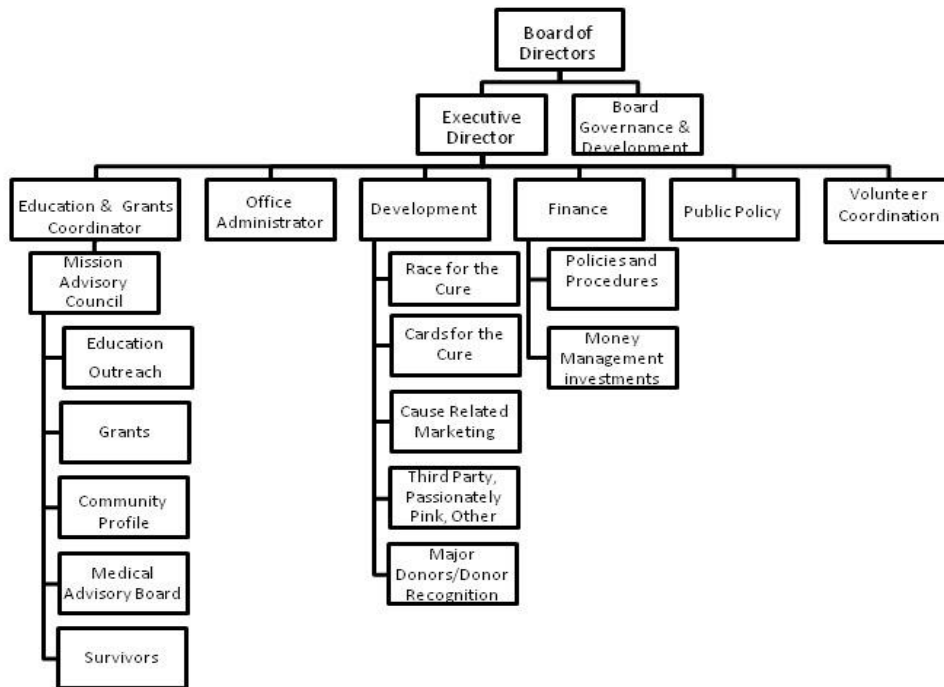 Board of
Directors
Executive
Director
Board
Governance &
Development
Education & Grants
Coordinator
Office
Administrator
Development
Finance
Public Policy
Volunteer
Coordination
Mission
Advisory
Council
Education
Outreach
Grants
Community
Profile
Medical
Advisory Board
Survivors
Race for the
Cure
Cards for the
Cure
Cause Related
Marketing
Third Party,
Passionately
Pink, Other
Major
Donors/Donor
Recognition
Policies and
Procedures
Money
Management
investments